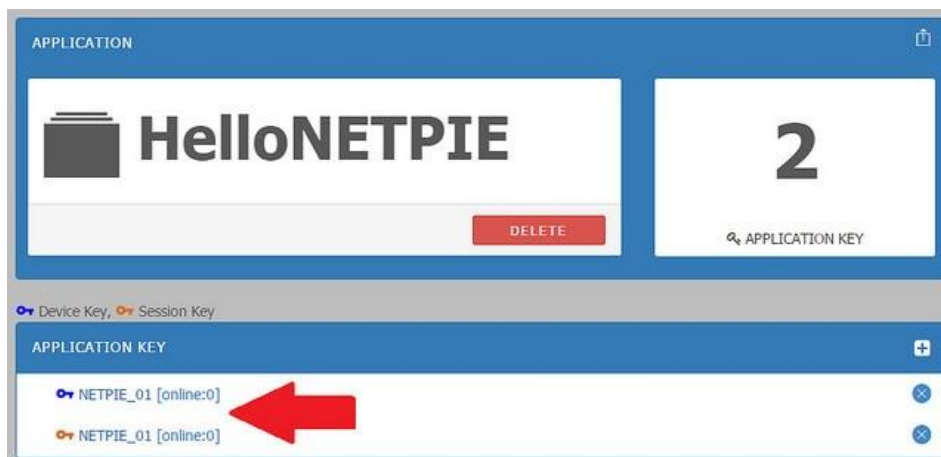 APPLICATION
HelloNETPIE
DELETE
2
APPLICATION KEY
Device Key, Session Key
APPLICATION KEY
NETPIE_01 [online:0]
NETPIE_01 [online:0]